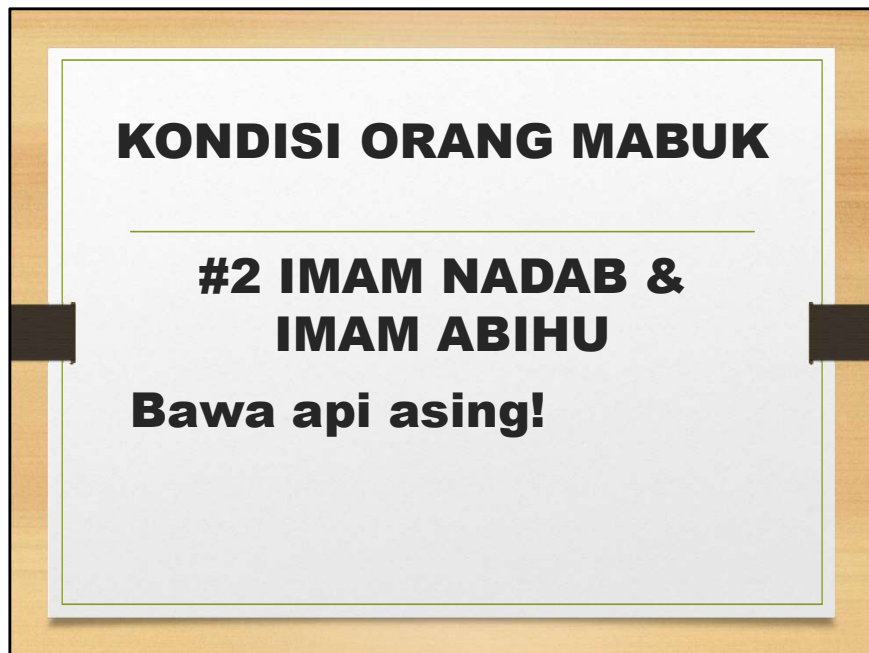 KONDISI ORANG MABUK
#2 IMAM NADAB &
IMAM ABIHU
Bawa api asing!